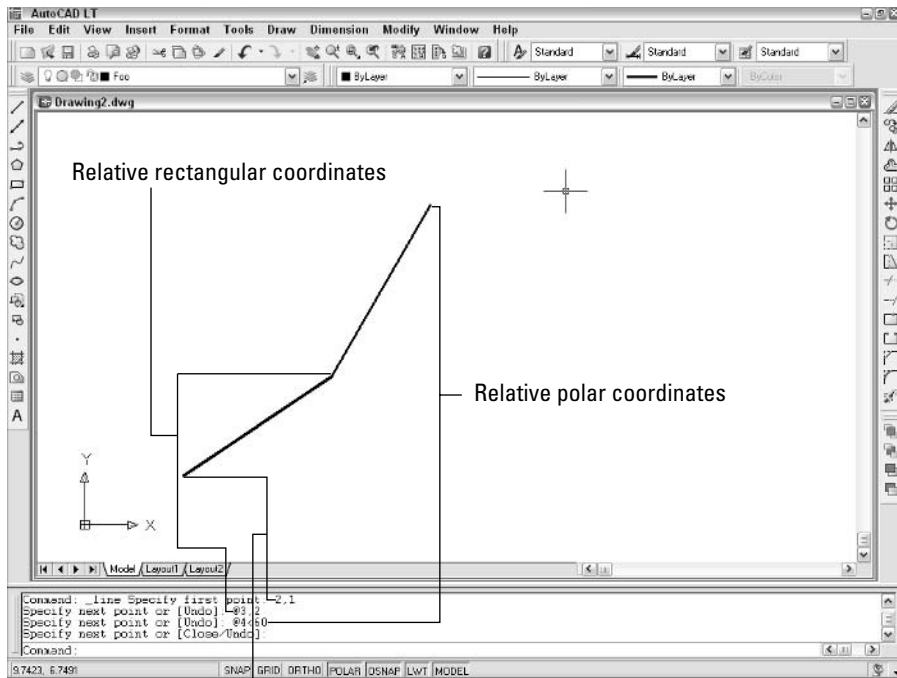 AutoCAD LT
File Edit View Insert Format Tools Draw Dimension Modify Window Help
Standard Standard Standard
Foo ByLayer ByLayer ByLayer ByColor
Drawing2.dwg
Relative rectangular coordinates
Relative polar coordinates
Y
X
Model Layout1 Layout2
Command: _line Specify first point: 2,1
Specify next point or [Undo]: @3,2
Specify next point or [Undo]: @4<60
Specify next point or [Close/Undo]:
Command:
9.7423, 6.7491 SNAP GRID ORTHO POLAR OSNAP LWT MODEL
A